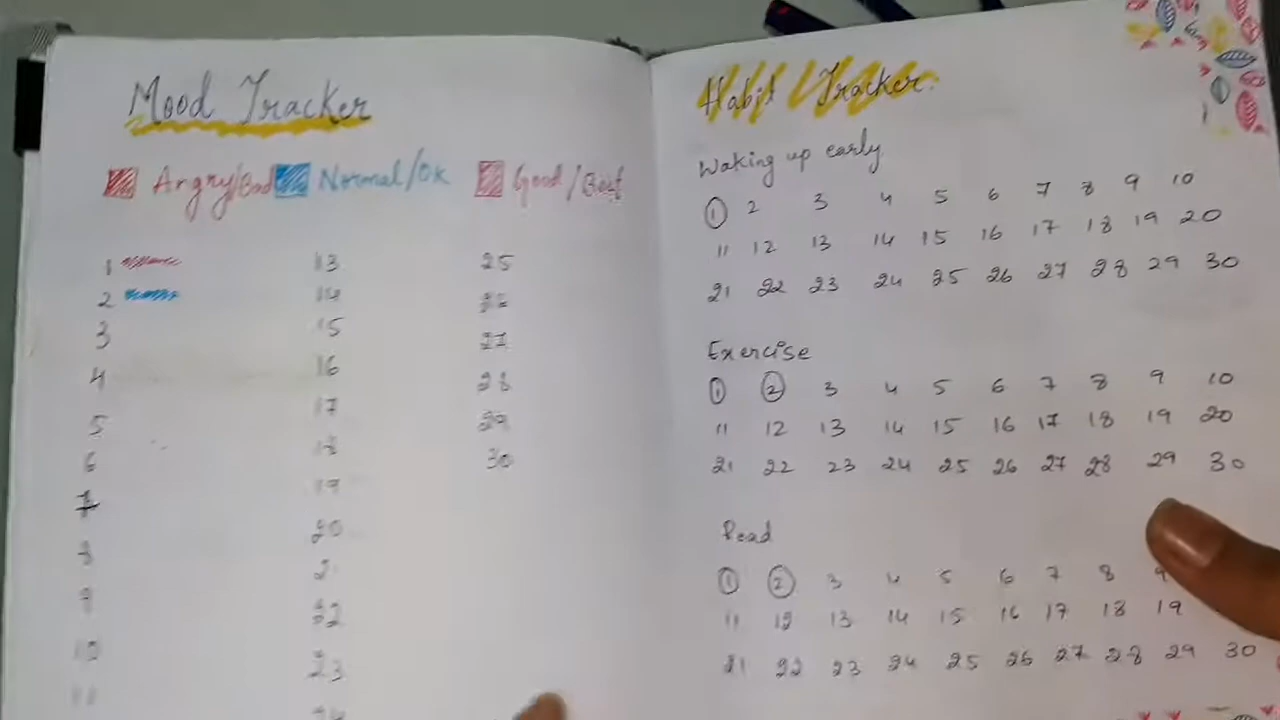 Mood Tracker
Angry/Bad Normal/Ok Good/Best
1 13 25
2 14 26
3 15 27
4 16 28
5 17 29
6 18 30
7 19
8 20
9 2
10 22
11 23
24
Habit Tracker.
Waking up early
1 2 3 4 5 6 7 8 9 10
11 12 13 14 15 16 17 18 19 20
21 22 23 24 25 26 27 28 29 30
Exercise
1 2 3 4 5 6 7 8 9 10
11 12 13 14 15 16 17 18 19 20
21 22 23 24 25 26 27 28 29 30
Read
1 2 3 4 5 6 7 8 9
11 12 13 14 15 16 17 18 19
21 22 23 24 25 26 27 28 29 30